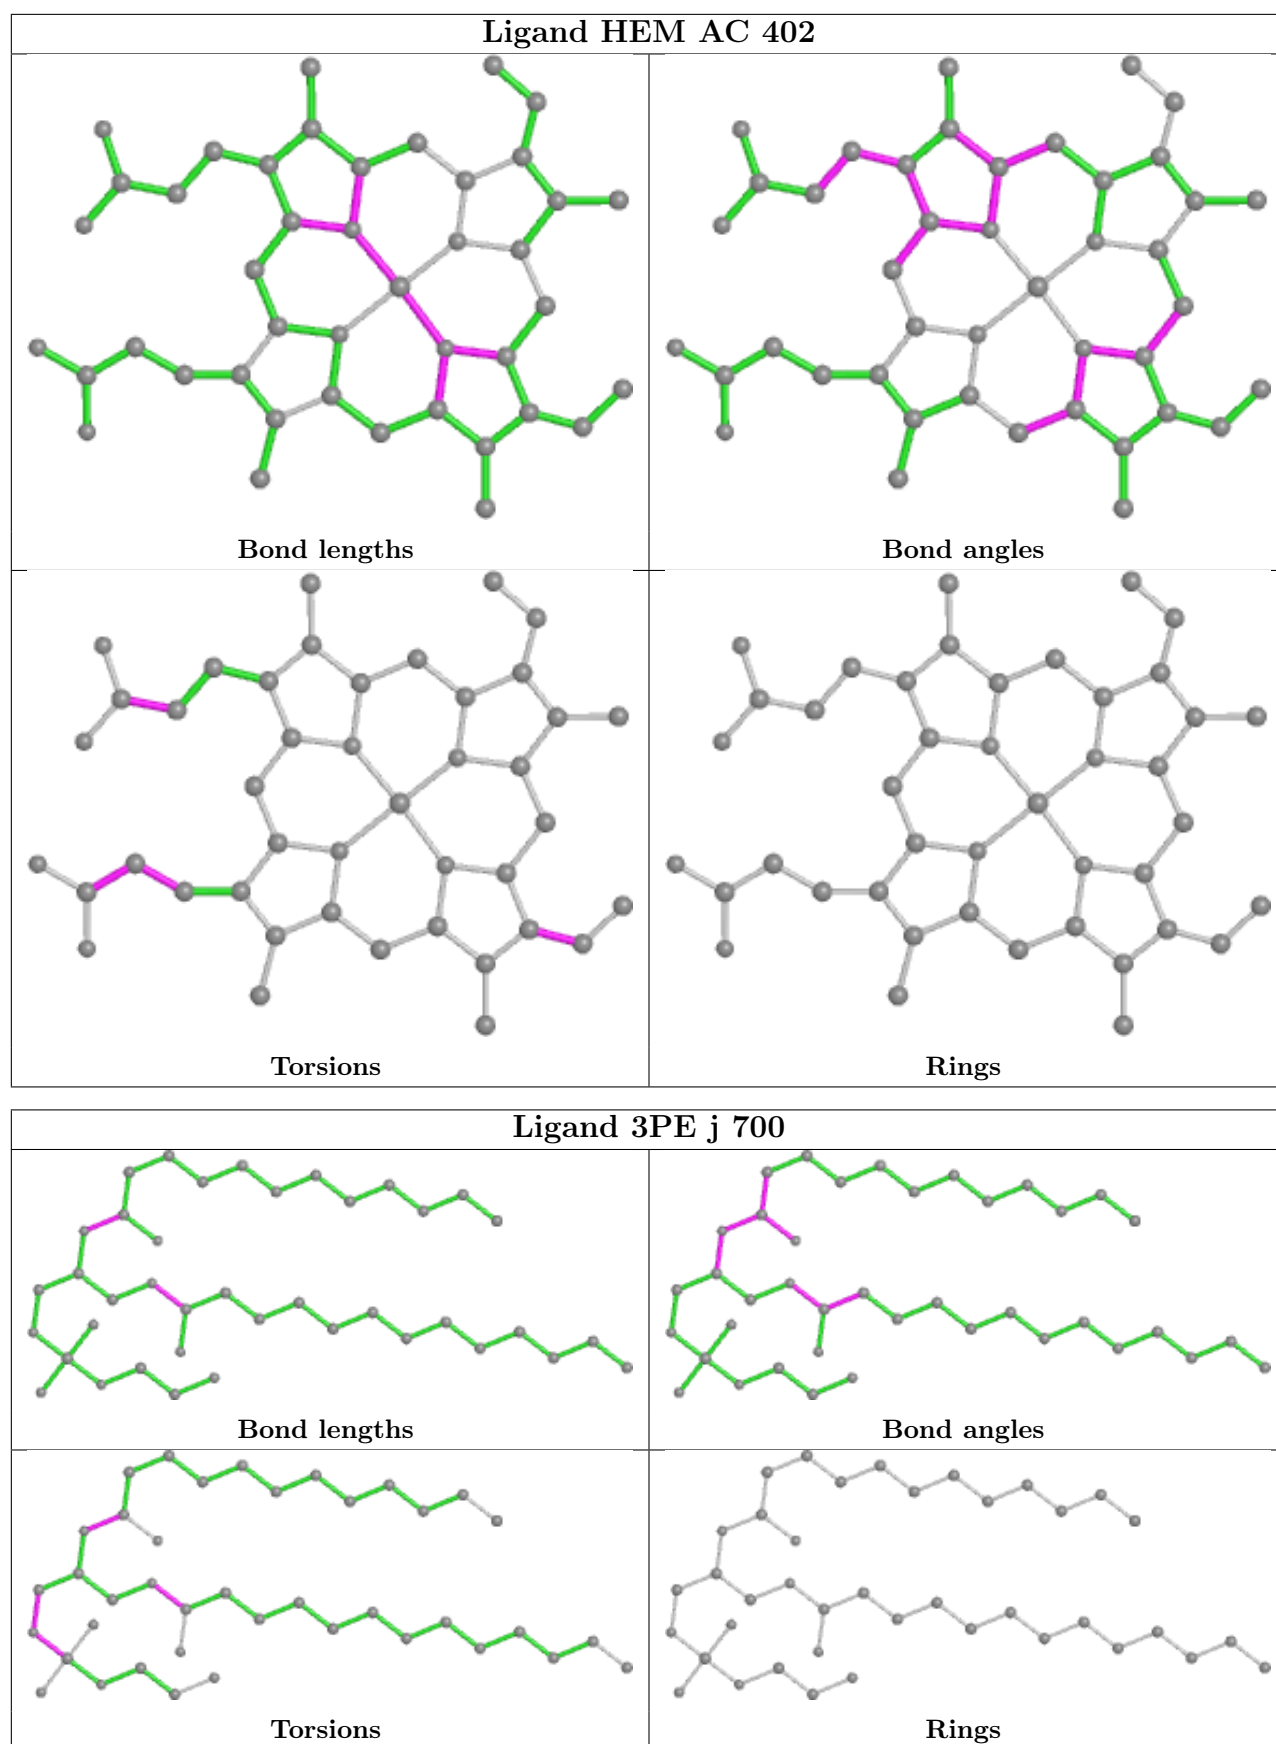 Ligand HEM AC 402
Bond lengths
Bond angles
Torsions
Rings
Ligand 3PE j 700
Bond lengths
Bond angles
Torsions
Rings